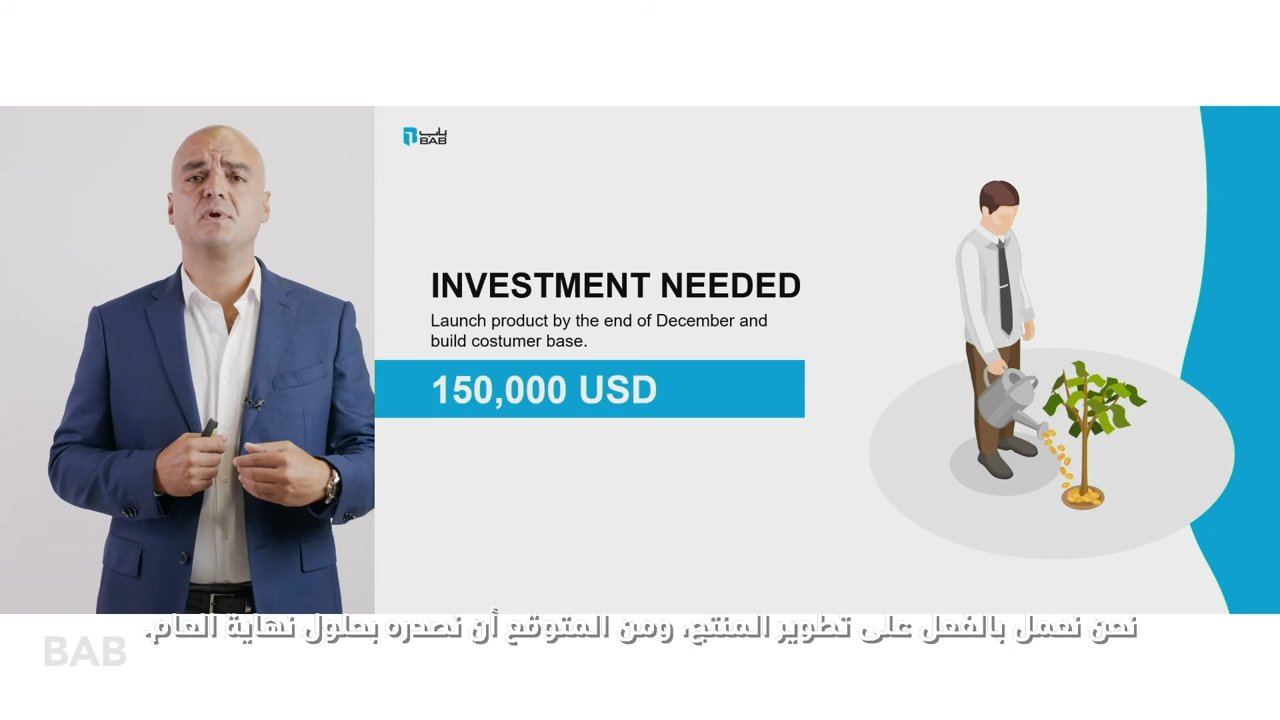 باب
BAB
INVESTMENT NEEDED
Launch product by the end of December and
build costumer base.
150,000 USD
نحن نعمل بالفعل على تطوير المنتج، ومن المتوقع أن نصدره بحلول نهاية العام.
BAB